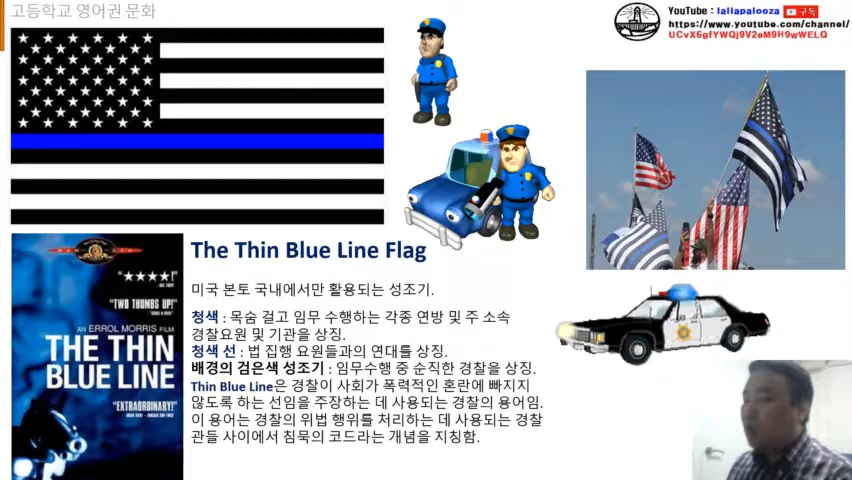 고등학교 영어권 문화
YouTube : lallapalooza 구독
https://www.youtube.com/channel/
UCvX6gfYWQj9V2eM9H9wWELQ
The Thin Blue Line Flag
미국 본토 국내에서만 활용되는 성조기.
청색 : 목숨 걸고 임무 수행하는 각종 연방 및 주 소속
경찰요원 및 기관을 상징.
청색 선 : 법 집행 요원들과의 연대를 상징.
배경의 검은색 성조기 : 임무수행 중 순직한 경찰을 상징.
Thin Blue Line은 경찰이 사회가 폭력적인 혼란에 빠지지
않도록 하는 선임을 주장하는 데 사용되는 경찰의 용어임.
이 용어는 경찰의 위법 행위를 처리하는 데 사용되는 경찰
관들 사이에서 침묵의 코드라는 개념을 지칭함.
"★★★★!"
"TWO THUMBS UP!"
AN ERROL MORRIS FILM
THE THIN
BLUE LINE
"EXTRAORDINARY!"